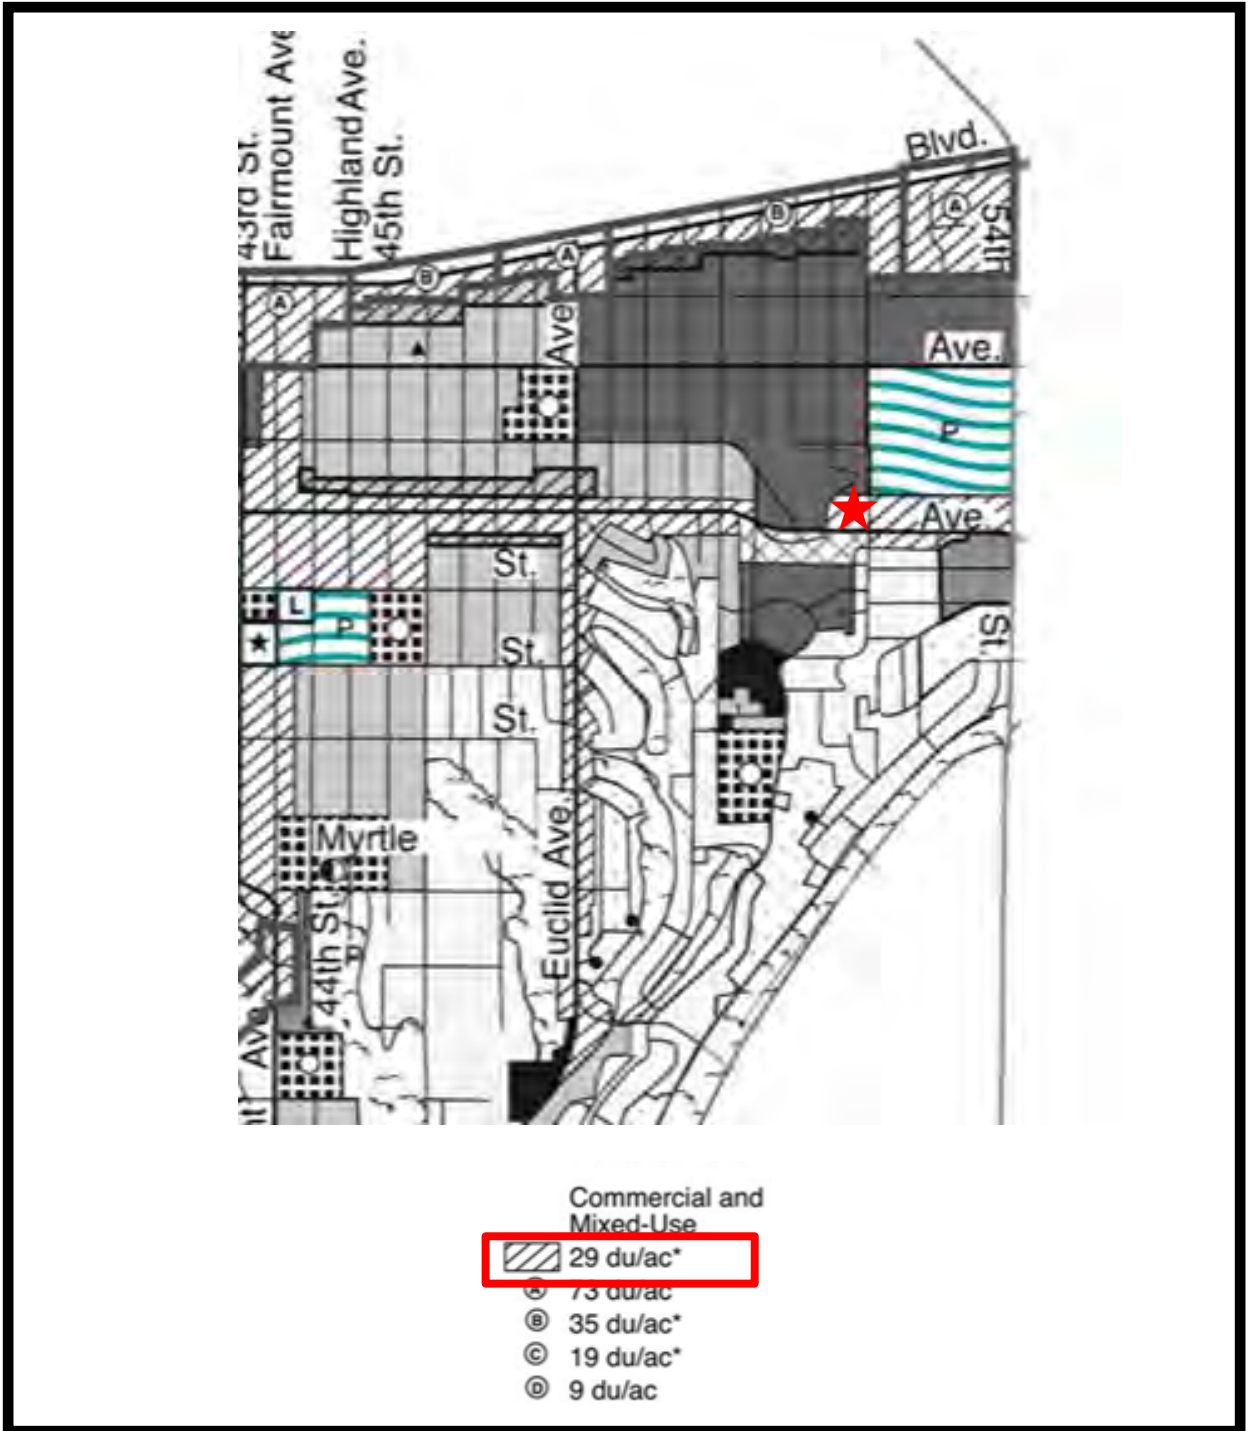 43rd St.
Fairmount Ave
Highland Ave.
45th St.
Blvd.
A
B
A
B
A
54th
Ave
Ave.
P
Ave.
St.
L
P
St.
St.
St.
Myrtle
Euclid Ave.
44th St.
P
Ave
Commercial and
Mixed-Use
29 du/ac*
A 73 du/ac
B 35 du/ac*
C 19 du/ac*
D 9 du/ac